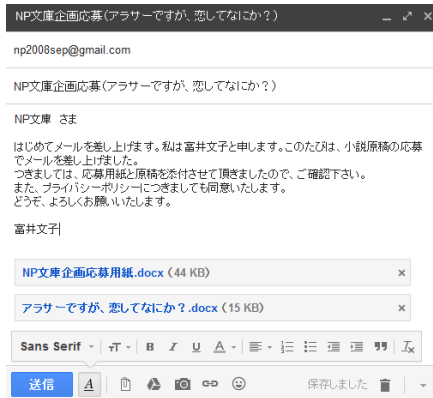 NP文庫企画応募(アラサーですが、恋してなにか?)
np2008sep@gmail.com
NP文庫企画応募(アラサーですが、恋してなにか?)
NP文庫 さま
はじめてメールを差し上げます。私は富井文子と申します。このたびは、小説原稿の応募
でメールを差し上げました。
つきましては、応募用紙と原稿を添付させて頂きましたので、ご確認下さい。
また、プライバシーポリシーにつきましても同意いたします。
どうぞ、よろしくお願いいたします。
富井文子
NP文庫企画応募用紙.docx (44 KB)
アラサーですが、恋してなにか?.docx (15 KB)
Sans Serif
送信 保存しました